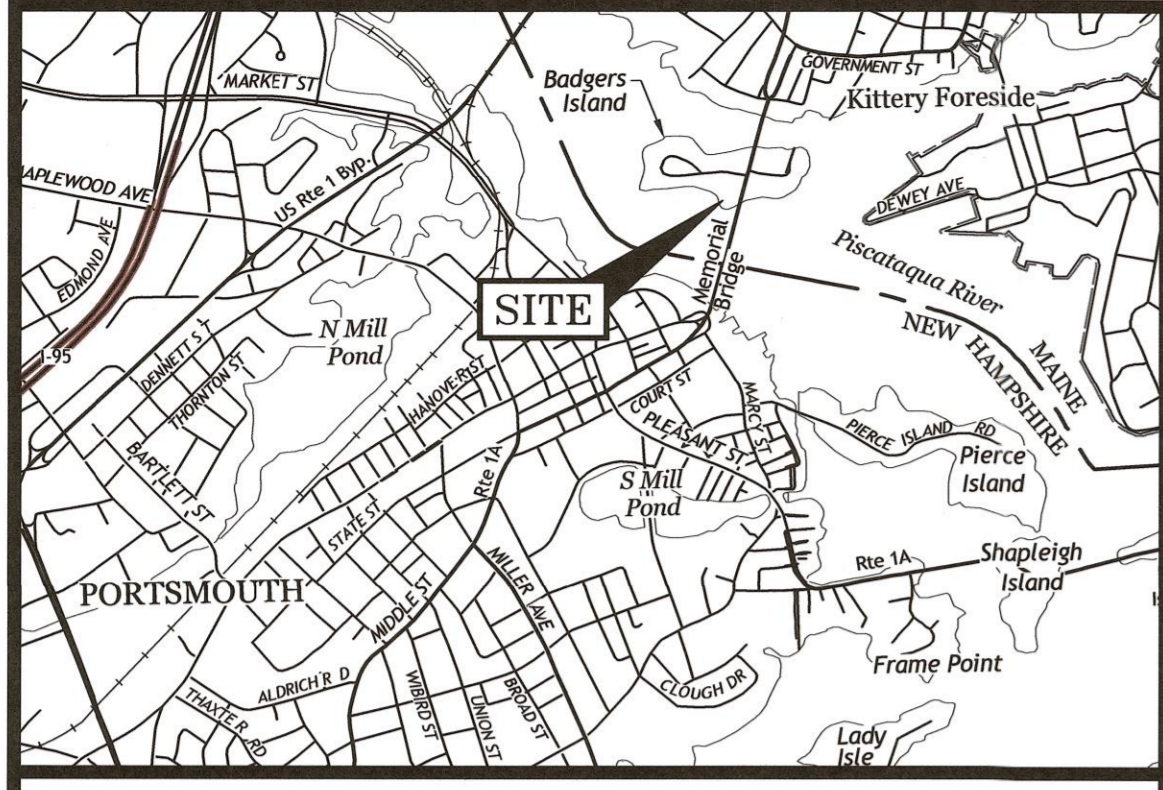 MARKET ST
GOVERNMENT ST
Badgers
Island
Kittery Foreside
APLEWOOD AVE
US Rte 1 Byp.
EDMOND AVE
DEWEY AVE
Piscataqua River
Memorial
Bridge
SITE
N Mill
Pond
NEW
HAMPSHIRE
MAINE
I-95
DENNETT S
THORNTON ST
HANOVER ST
COURT ST
MARCY ST
PLEASANT ST
PIERCE ISLAND RD
Pierce
Island
BARTLETT ST
Rte 1A
S Mill
Pond
STATE ST
Rte 1A
Shapleigh
Island
Is
PORTSMOUTH
MIDDLE ST
MILLER AVE
Frame Point
ALDRICH R D
THAXTE R RD
WIBIRD ST
UNION ST
BROAD ST
CLOUGH DR
Lady
Isle